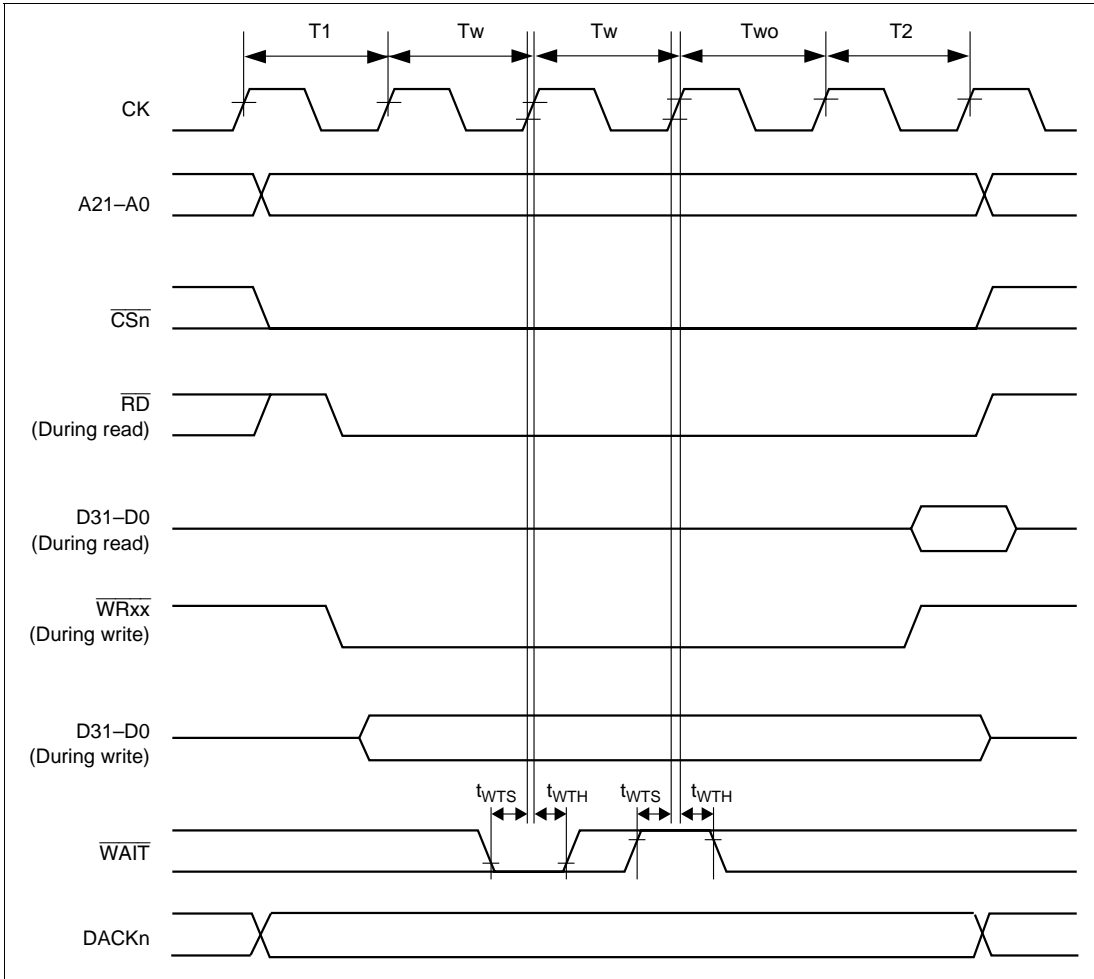 T1 Tw Tw Two T2
CK
A21–A0
CSn
RD
(During read)
D31–D0
(During read)
WRxx
(During write)
D31–D0
(During write)
tWTS tWTH tWTS tWTH
WAIT
DACKn